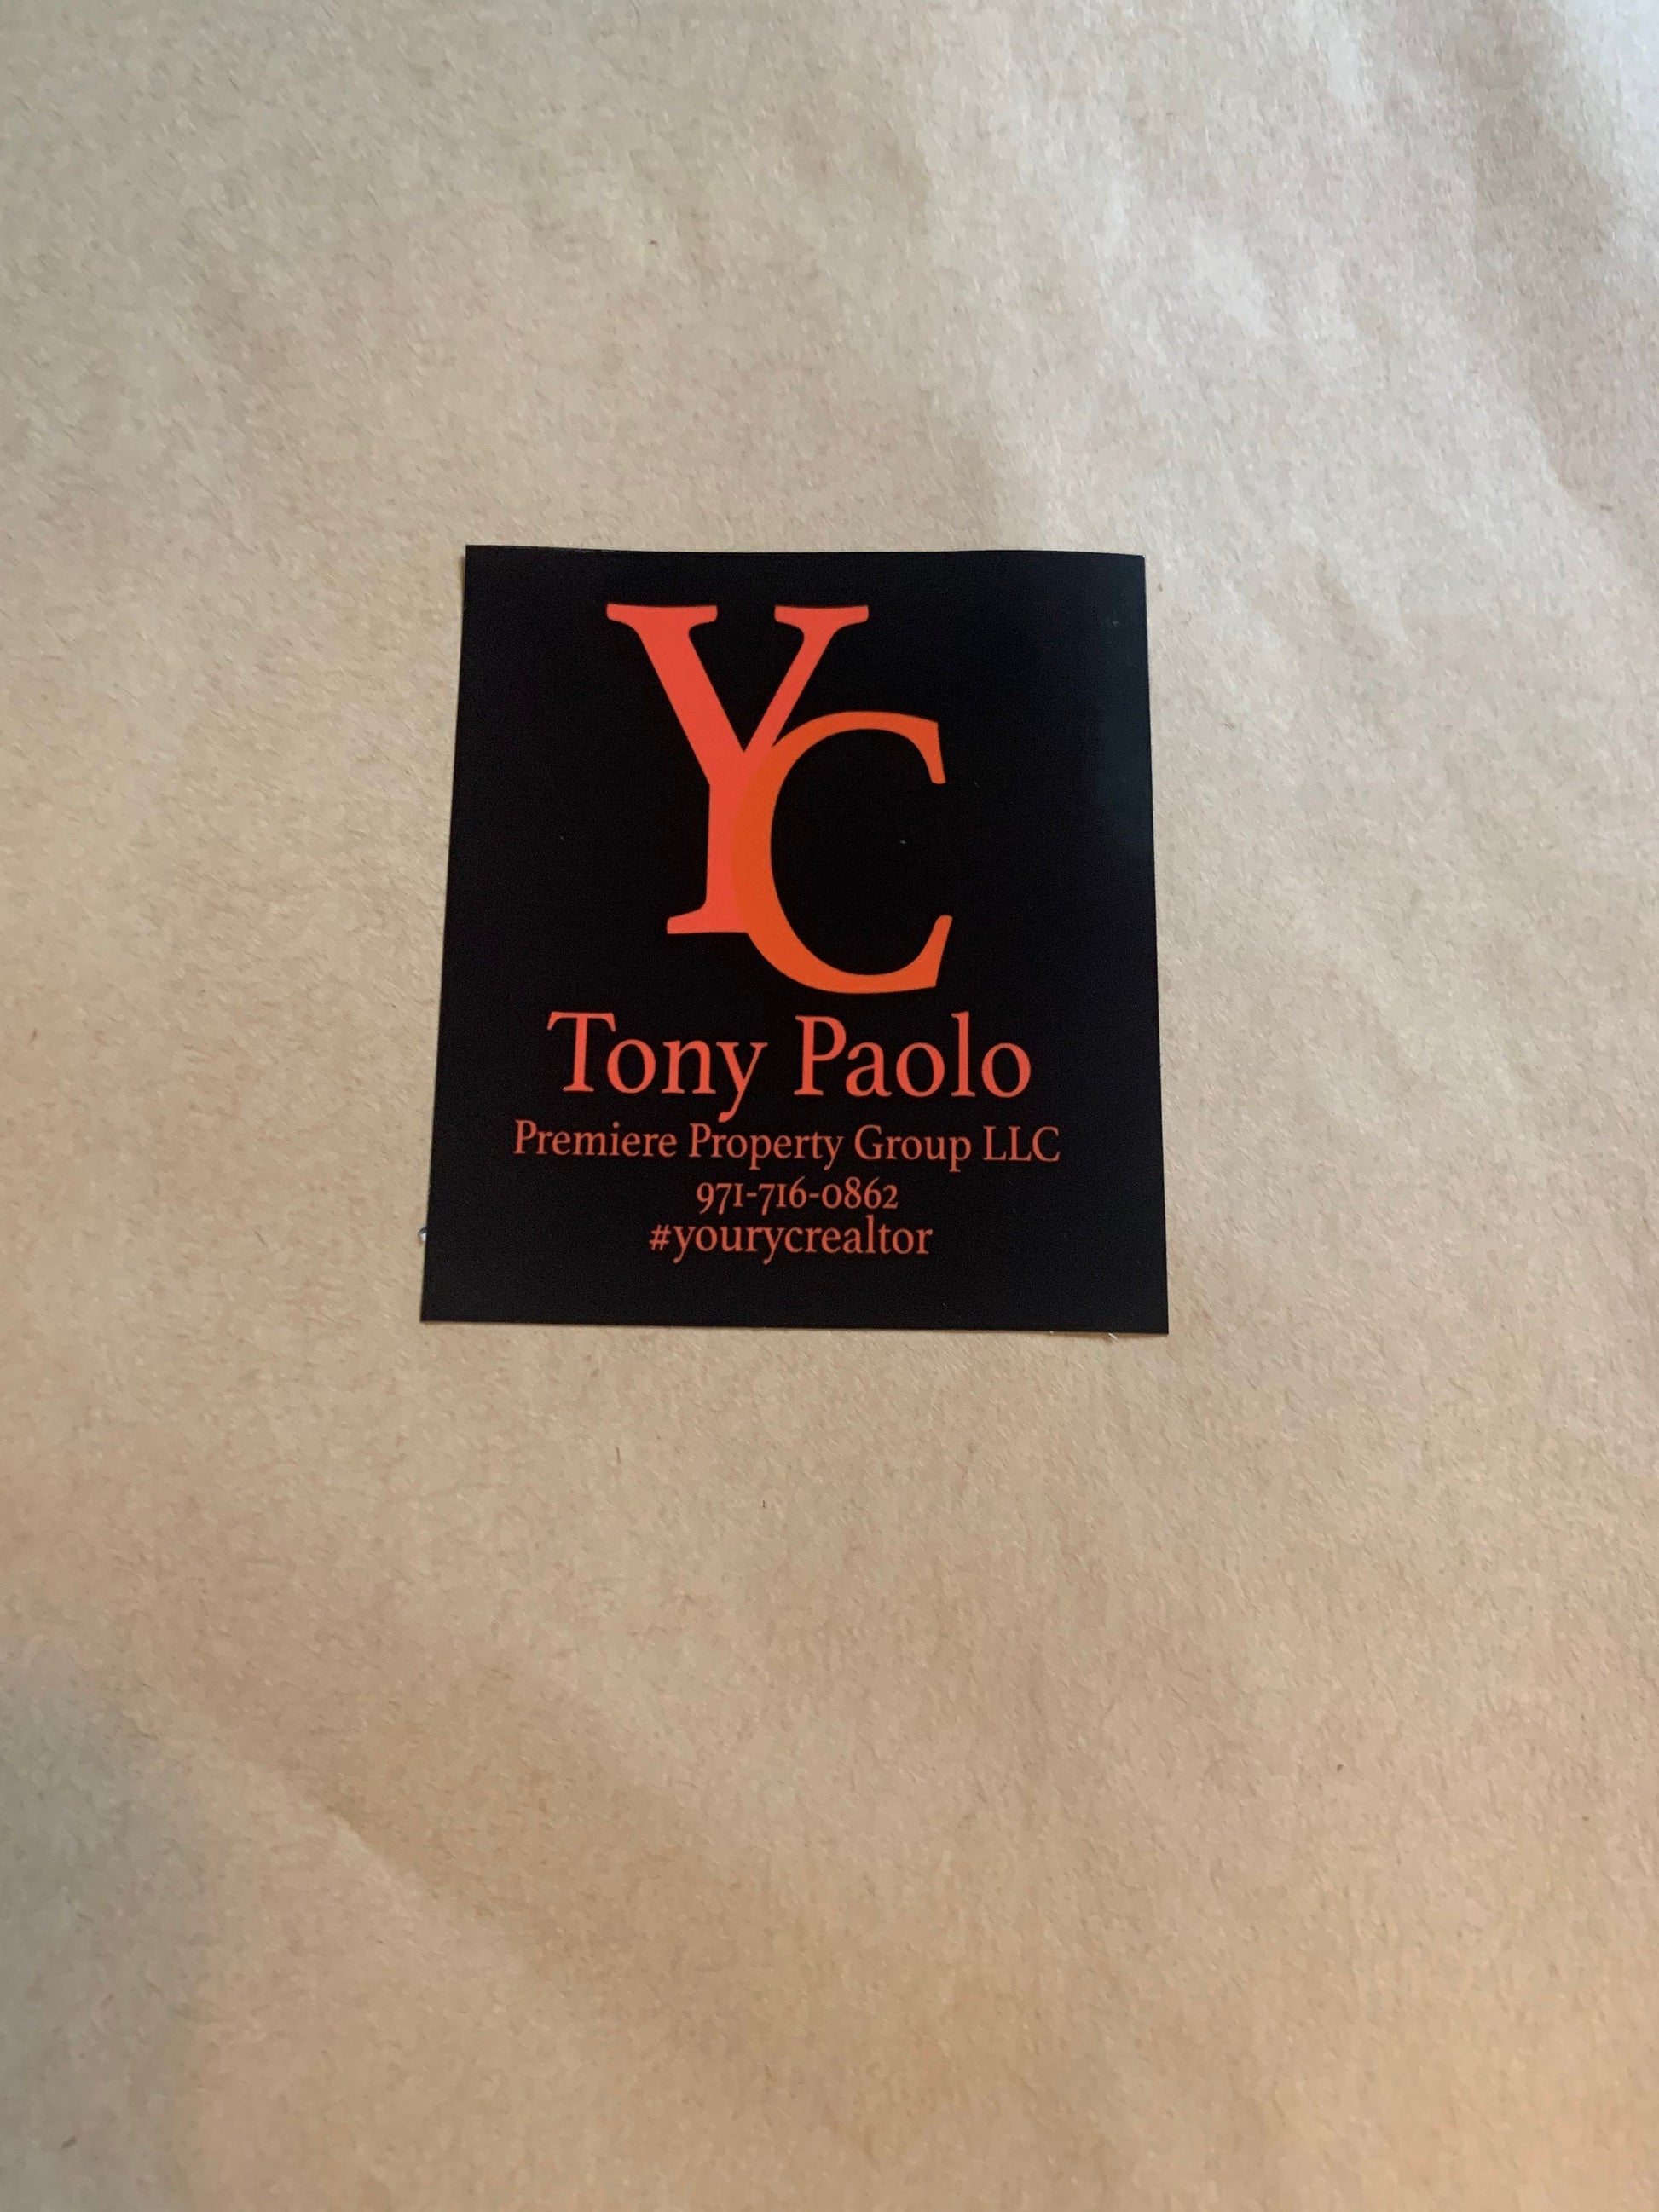 YC
Tony Paolo
Premiere Property Group LLC
971-716-0862
#yourycrealtor